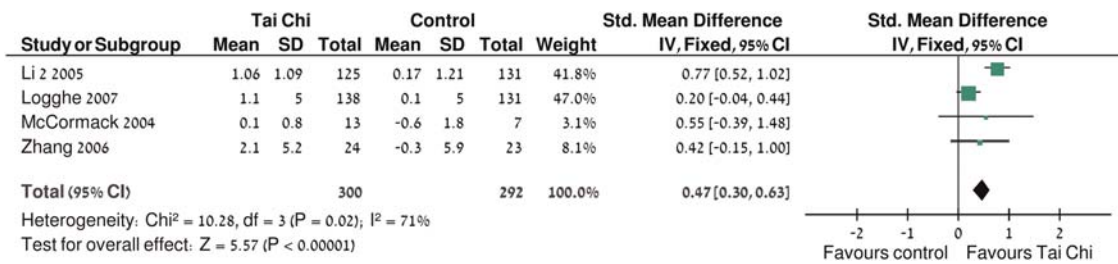 Tai Chi Control Std. Mean Difference Std. Mean Difference
Study or Subgroup Mean SD Total Mean SD Total Weight IV, Fixed, 95% CI IV, Fixed, 95% CI
Li 2 2005 1.06 1.09 125 0.17 1.21 131 41.8% 0.77 [0.52, 1.02]
Logghe 2007 1.1 5 138 0.1 5 131 47.0% 0.20 [-0.04, 0.44]
McCormack 2004 0.1 0.8 13 -0.6 1.8 7 3.1% 0.55 [-0.39, 1.48]
Zhang 2006 2.1 5.2 24 -0.3 5.9 23 8.1% 0.42 [-0.15, 1.00]
Total (95% CI) 300 292 100.0% 0.47 [0.30, 0.63]
Heterogeneity: Chi² = 10.28, df = 3 (P = 0.02); I² = 71%
Test for overall effect: Z = 5.57 (P < 0.00001)
-2 -1 0 1 2
Favours control Favours Tai Chi